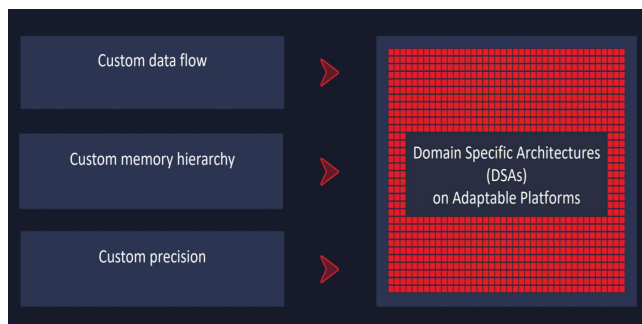 Custom data flow
Custom memory hierarchy
Custom precision
Domain Specific Architectures
(DSAs)
on Adaptable Platforms